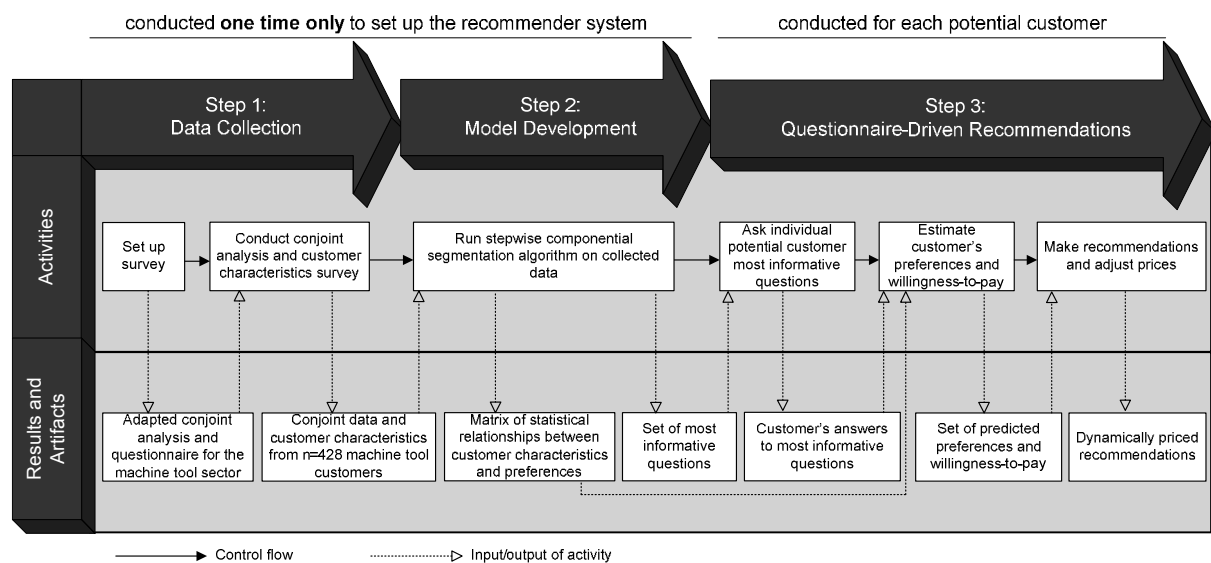 conducted one time only to set up the recommender system
conducted for each potential customer
Step 1:
Data Collection
Step 2:
Model Development
Step 3:
Questionnaire-Driven Recommendations
Activities
Set up
survey
Conduct conjoint
analysis and customer
characteristics survey
Run stepwise componential
segmentation algorithm on collected
data
Ask individual
potential customer
most informative
questions
Estimate
customer's
preferences and
willingness-to-pay
Make recommendations
and adjust prices
Results and
Artifacts
Adapted conjoint
analysis and
questionnaire for the
machine tool sector
Conjoint data and
customer characteristics
from n=428 machine tool
customers
Matrix of statistical
relationships between
customer characteristics
and preferences
Set of most
informative
questions
Customer's answers
to most informative
questions
Set of predicted
preferences and
willingness-to-pay
Dynamically priced
recommendations
Control flow
Input/output of activity